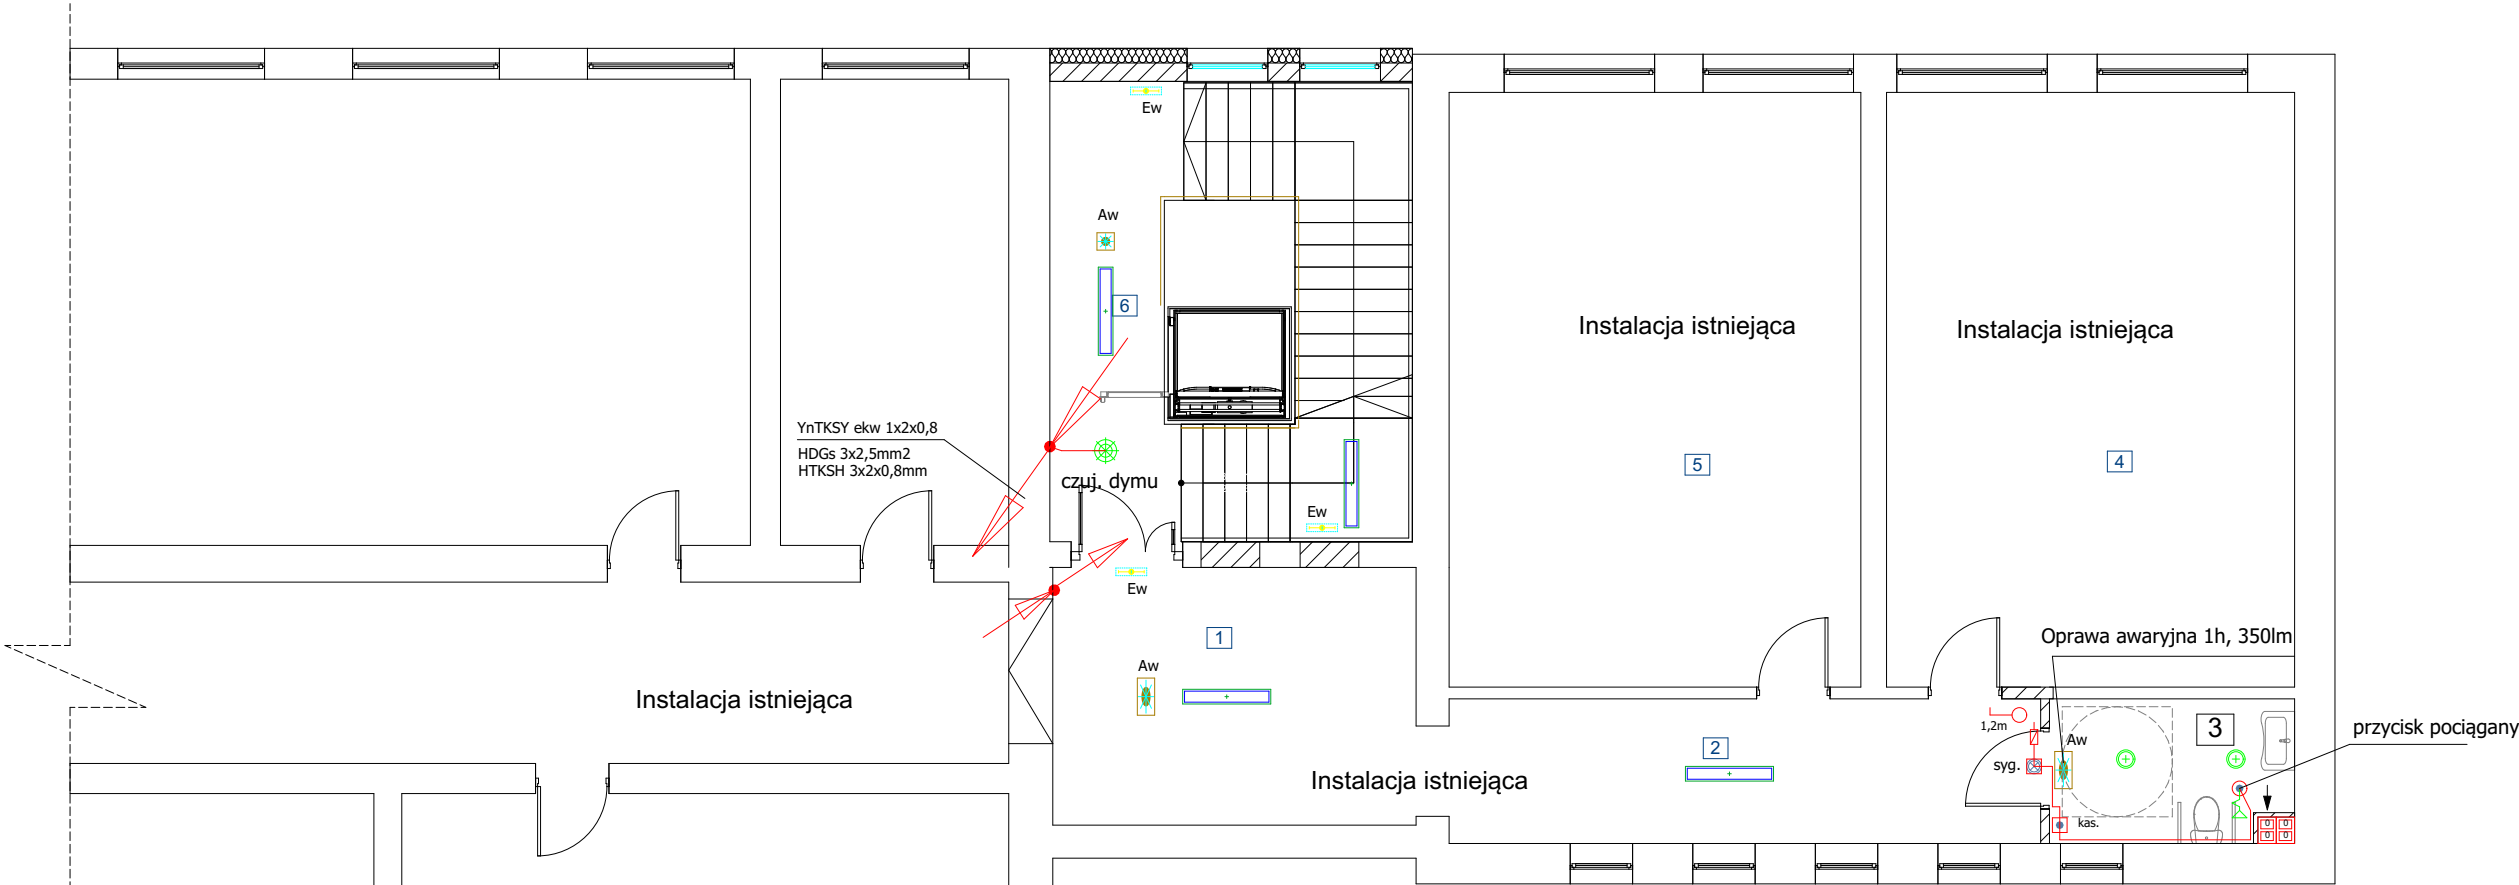 Ew
Aw
6
Instalacja istniejąca
Instalacja istniejąca
YnTKSY ekw 1x2x0,8
HDGs 3x2,5mm2
HTKSH 3x2x0,8mm
czuj. dymu
5
4
Ew
Ew
1
Oprawa awaryjna 1h, 350lm
Aw
Instalacja istniejąca
1,2m
3
przycisk pociągany
Aw
2
syg.
Instalacja istniejąca
kas.